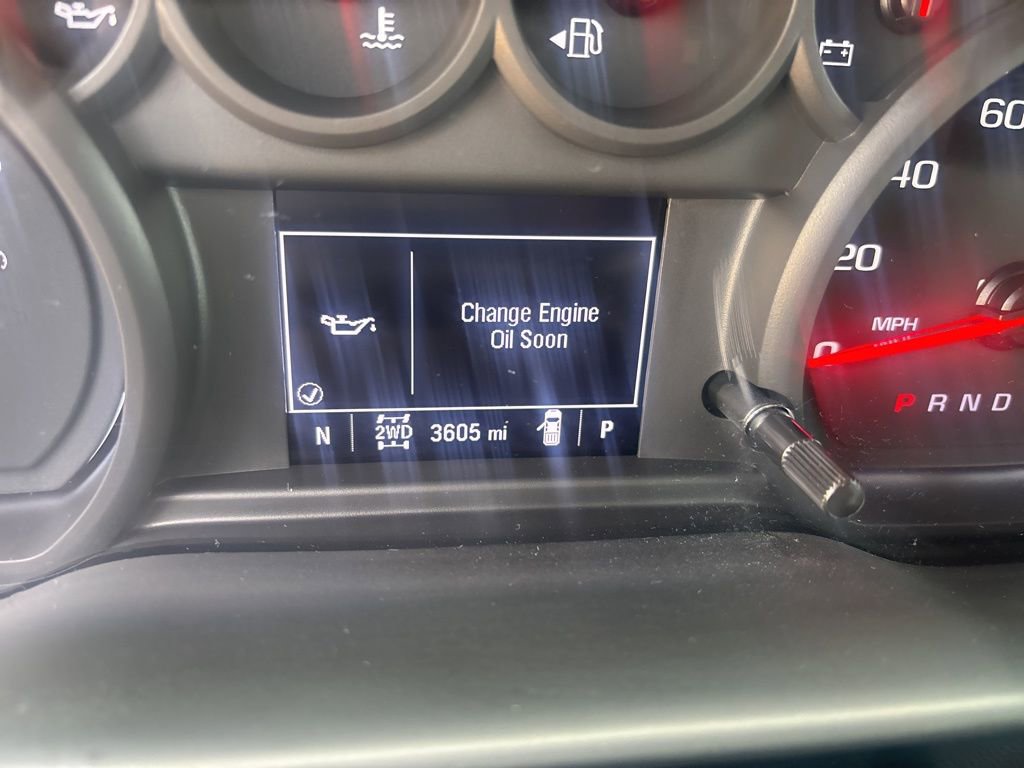 Change Engine
Oil Soon
N
2WD
3605 mi
P
60
40
20
0
MPH
P R N D